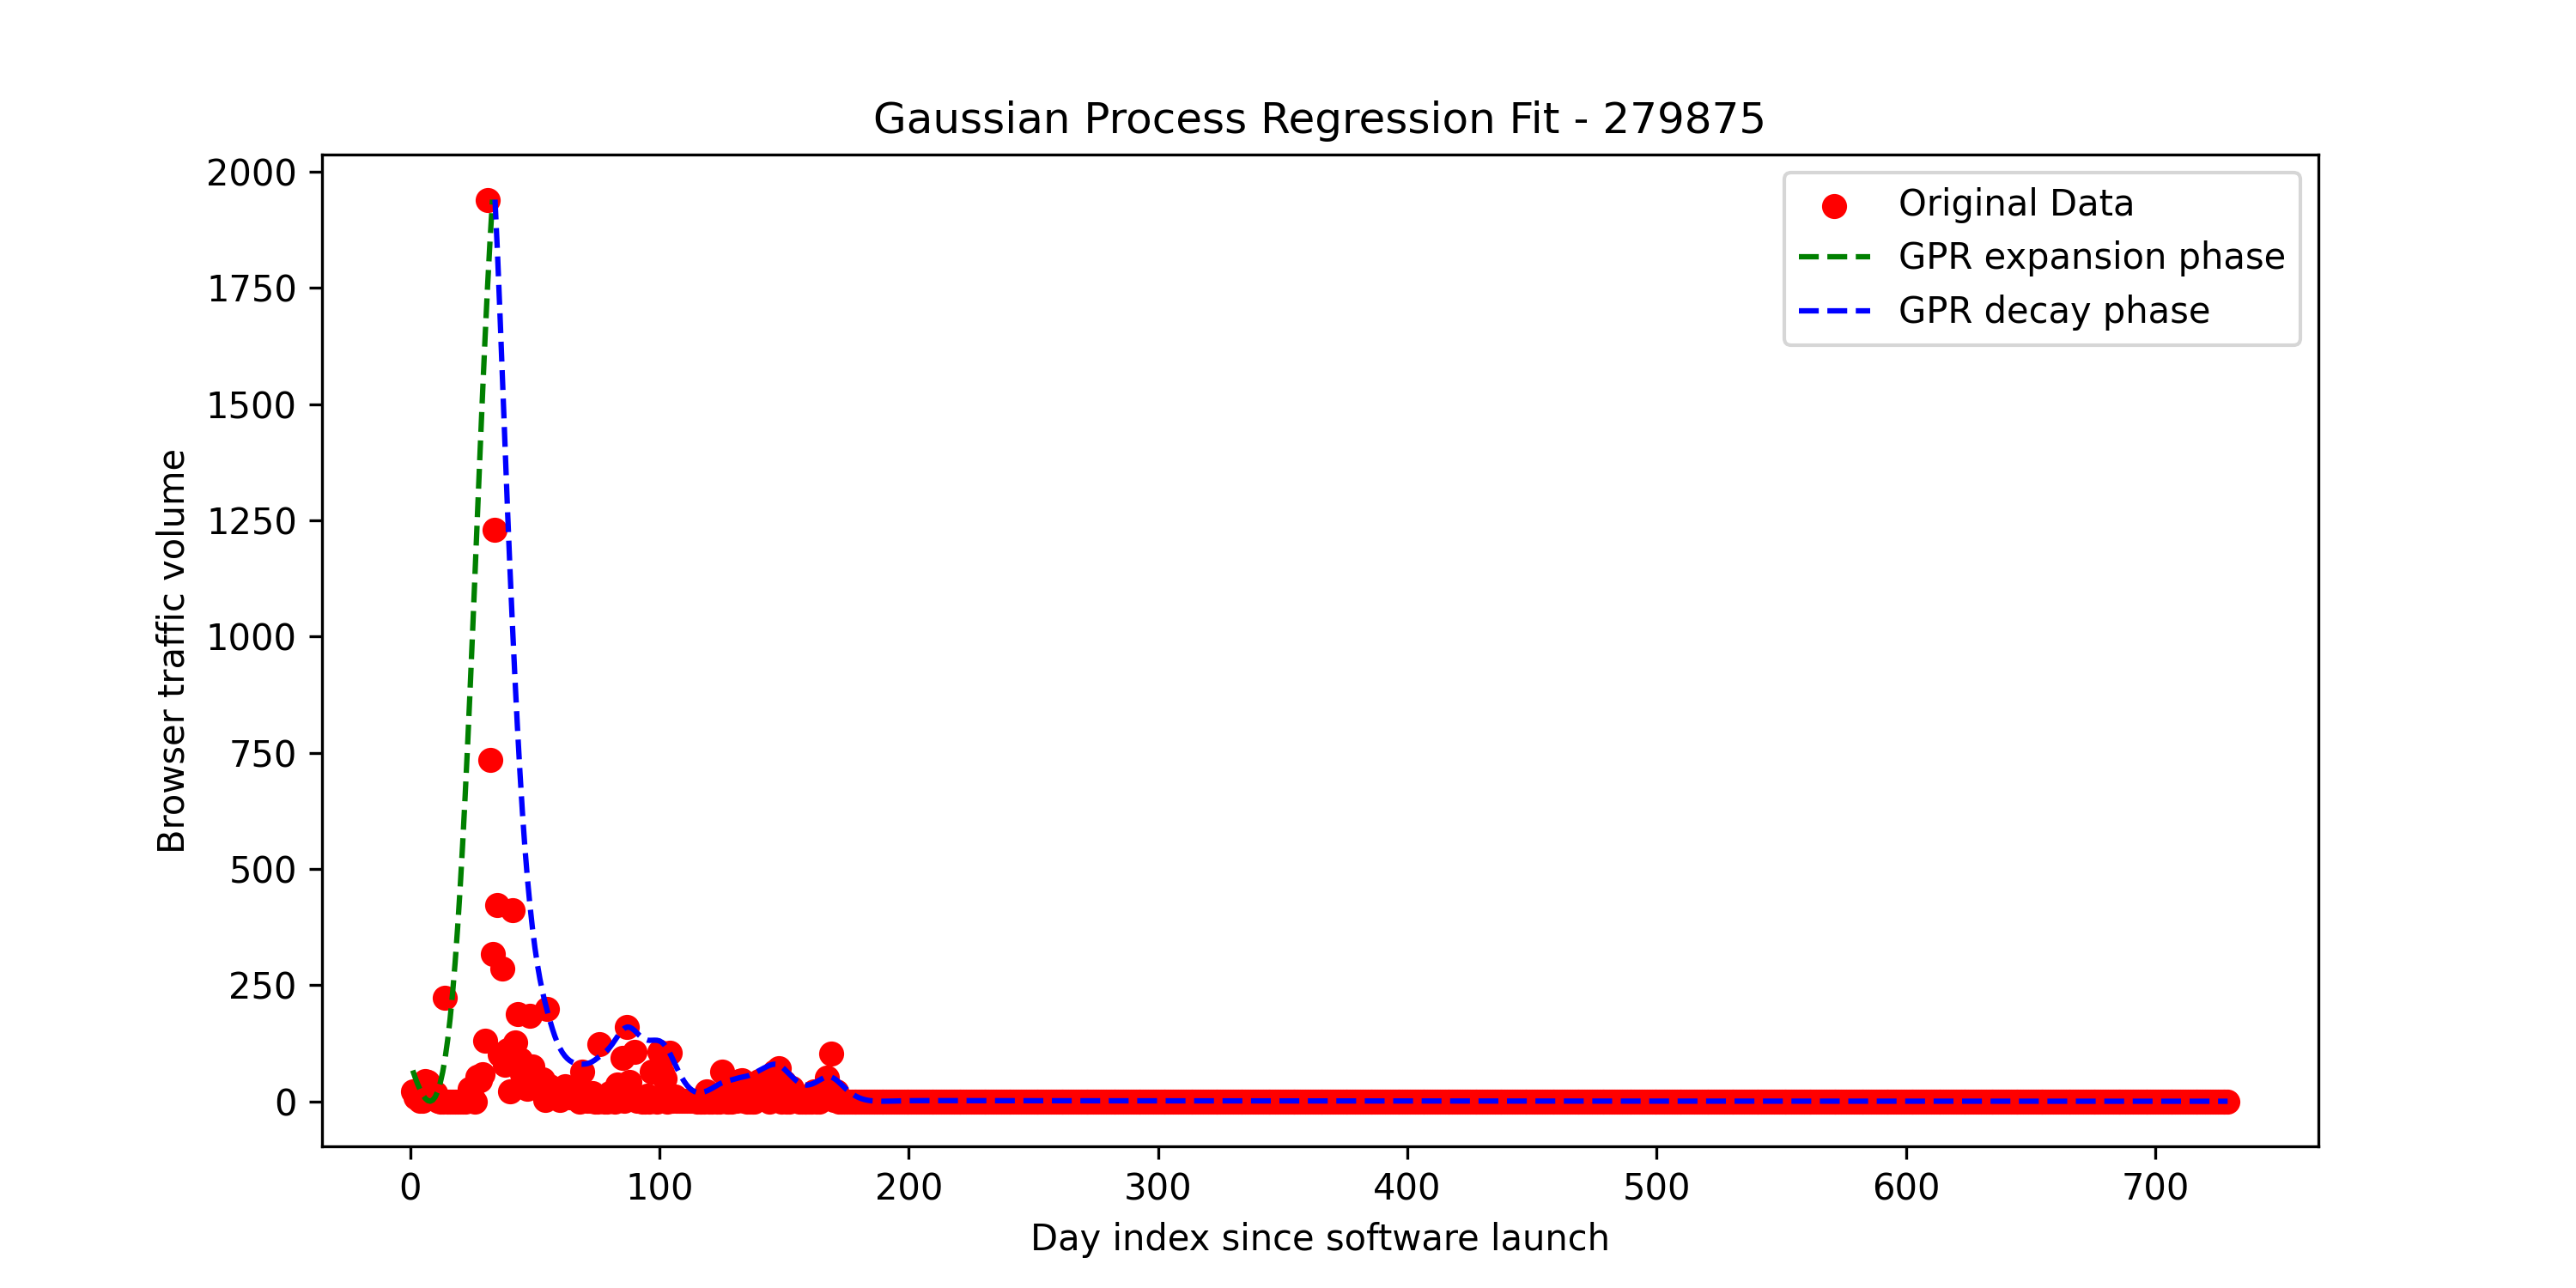 Gaussian Process Regression Fit - 279875
2000
1750
1500
1250
1000
750
500
250
0
Browser traffic volume
Original Data
GPR expansion phase
GPR decay phase
0 100 200 300 400 500 600 700
Day index since software launch